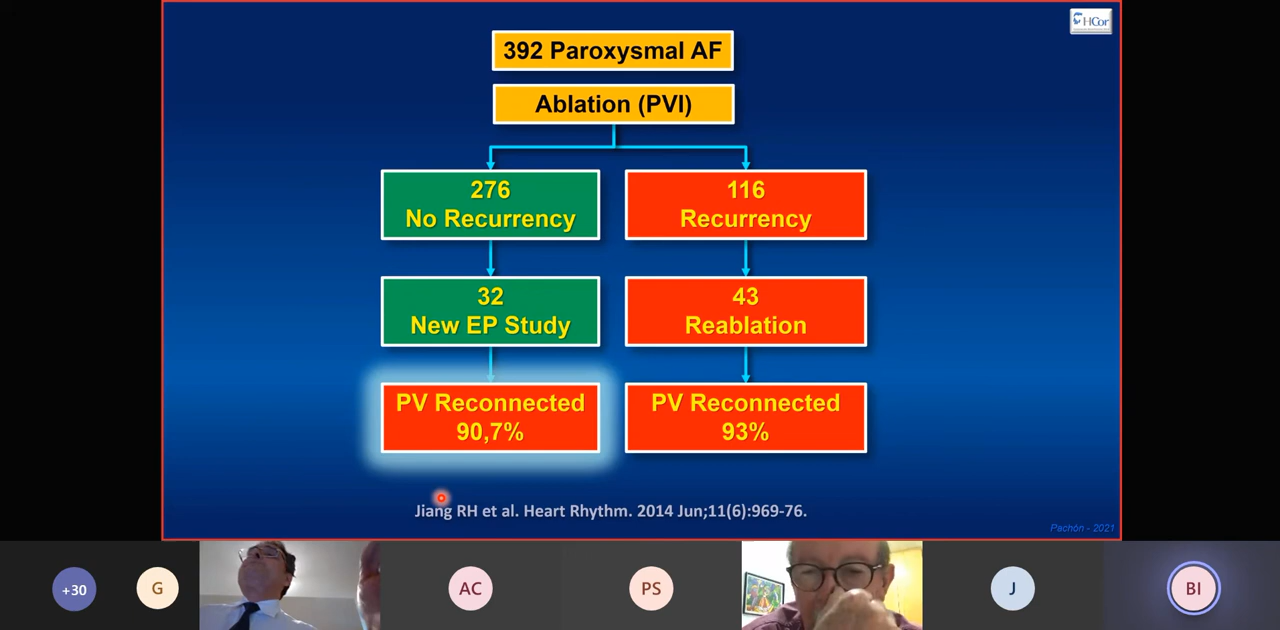 HCor
392 Paroxysmal AF
Ablation (PVI)
276
No Recurrency
116
Recurrency
32
New EP Study
43
Reablation
PV Reconnected
90,7%
PV Reconnected
93%
Jiang RH et al. Heart Rhythm. 2014 Jun;11(6):969-76.
Pachón - 2021
+30
G
AC
PS
J
BI